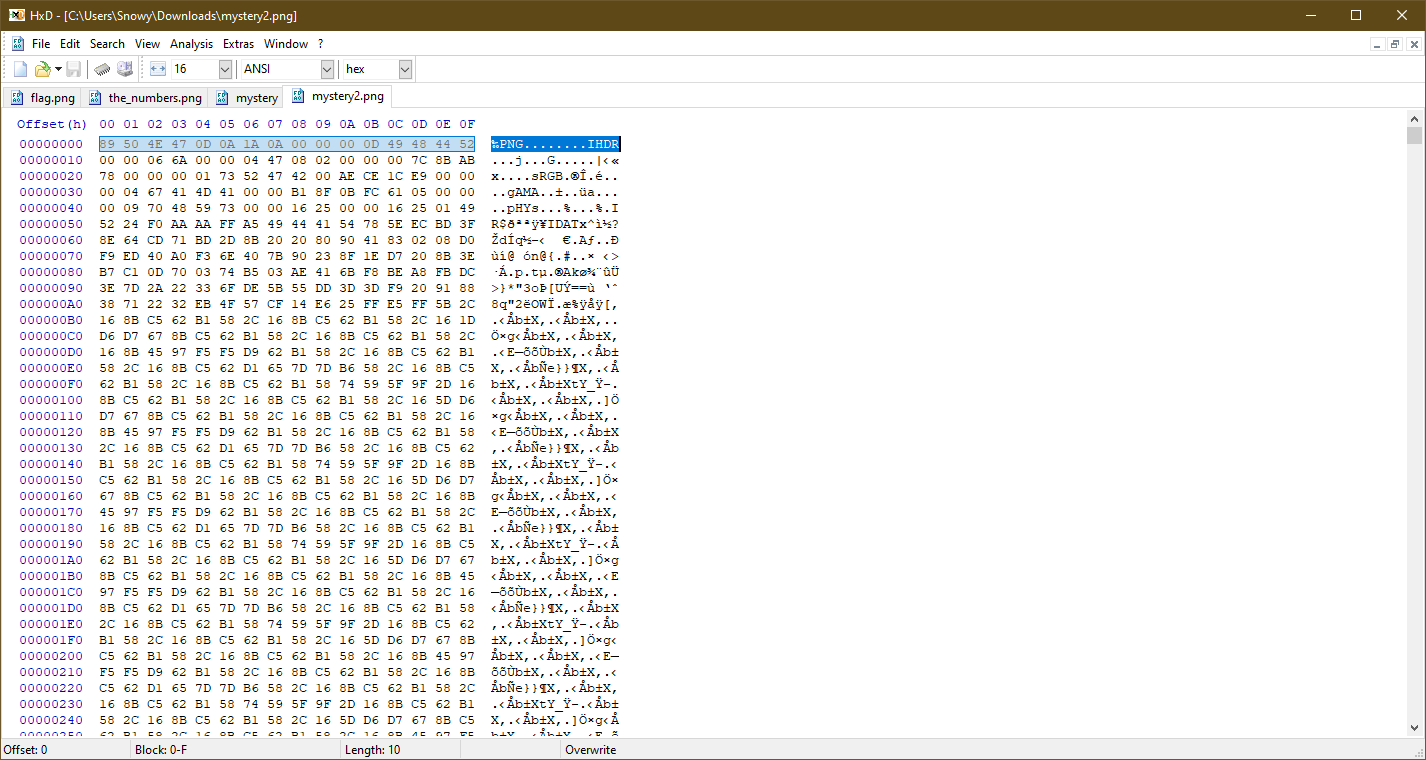 HxD - [C:\Users\Snowy\Downloads\mystery2.png]
File Edit Search View Analysis Extras Window ?
16 ANSI hex
flag.png the_numbers.png mystery mystery2.png
Offset(h) 00 01 02 03 04 05 06 07 08 09 0A 0B 0C 0D 0E 0F
00000000 89 50 4E 47 0D 0A 1A 0A 00 00 00 0D 49 48 44 52 ‰PNG........IHDR
00000010 00 00 06 6A 00 00 04 47 08 02 00 00 00 7C 8B AB ...j...G.....|‹«
00000020 78 00 00 00 01 73 52 47 42 00 AE CE 1C E9 00 00 x....sRGB.®Î.é..
00000030 00 04 67 41 4D 41 00 00 B1 8F 0B FC 61 05 00 00 ..gAMA..±..üa...
00000040 00 09 70 48 59 73 00 00 16 25 00 00 16 25 01 49 ..pHYs...%...%.I
00000050 52 24 F0 AA AA FF A5 49 44 41 54 78 5E EC BD 3F R$ðªªÿ¥IDATx^ì½?
00000060 8E 64 CD 71 BD 2D 8B 20 20 80 90 41 83 02 08 D0 ŽdÍq½-‹  €.Aƒ..Ð
00000070 F9 ED 40 A0 F3 6E 40 7B 90 23 8F 1E D7 20 8B 3E ùí@ ón@{.#..× ‹>
00000080 B7 C1 0D 70 03 74 B5 03 AE 41 6B F8 BE A8 FB DC ·Á.p.tµ.®Akø¾¨ûÜ
00000090 3E 7D 2A 22 33 6F DE 5B 55 DD 3D 3D F9 20 91 88 >}*"3oÞ[UÝ==ù ‘ˆ
000000A0 38 71 22 32 EB 4F 57 CF 14 E6 25 FF E5 FF 5B 2C 8q"2ëOWÏ.æ%ÿåÿ[,
000000B0 16 8B C5 62 B1 58 2C 16 8B C5 62 B1 58 2C 16 1D .‹Åb±X,.‹Åb±X,..
000000C0 D6 D7 67 8B C5 62 B1 58 2C 16 8B C5 62 B1 58 2C Ö×g‹Åb±X,.‹Åb±X,
000000D0 16 8B 45 97 F5 F5 D9 62 B1 58 2C 16 8B C5 62 B1 .‹E—õõÙb±X,.‹Åb±
000000E0 58 2C 16 8B C5 62 D1 65 7D 7D B6 58 2C 16 8B C5 X,.‹ÅbÑe}}¶X,.‹Å
000000F0 62 B1 58 2C 16 8B C5 62 B1 58 74 59 5F 9F 2D 16 b±X,.‹Åb±XtY_Ÿ-.
00000100 8B C5 62 B1 58 2C 16 8B C5 62 B1 58 2C 16 5D D6 ‹Åb±X,.‹Åb±X,.]Ö
00000110 D7 67 8B C5 62 B1 58 2C 16 8B C5 62 B1 58 2C 16 ×g‹Åb±X,.‹Åb±X,.
00000120 8B 45 97 F5 F5 D9 62 B1 58 2C 16 8B C5 62 B1 58 ‹E—õõÙb±X,.‹Åb±X
00000130 2C 16 8B C5 62 D1 65 7D 7D B6 58 2C 16 8B C5 62 ,.‹ÅbÑe}}¶X,.‹Åb
00000140 B1 58 2C 16 8B C5 62 B1 58 74 59 5F 9F 2D 16 8B ±X,.‹Åb±XtY_Ÿ-.‹
00000150 C5 62 B1 58 2C 16 8B C5 62 B1 58 2C 16 5D D6 D7 Åb±X,.‹Åb±X,.]Ö×
00000160 67 8B C5 62 B1 58 2C 16 8B C5 62 B1 58 2C 16 8B g‹Åb±X,.‹Åb±X,.‹
00000170 45 97 F5 F5 D9 62 B1 58 2C 16 8B C5 62 B1 58 2C E—õõÙb±X,.‹Åb±X,
00000180 16 8B C5 62 D1 65 7D 7D B6 58 2C 16 8B C5 62 B1 .‹ÅbÑe}}¶X,.‹Åb±
00000190 58 2C 16 8B C5 62 B1 58 74 59 5F 9F 2D 16 8B C5 X,.‹Åb±XtY_Ÿ-.‹Å
000001A0 62 B1 58 2C 16 8B C5 62 B1 58 2C 16 5D D6 D7 67 b±X,.‹Åb±X,.]Ö×g
000001B0 8B C5 62 B1 58 2C 16 8B C5 62 B1 58 2C 16 8B 45 ‹Åb±X,.‹Åb±X,.‹E
000001C0 97 F5 F5 D9 62 B1 58 2C 16 8B C5 62 B1 58 2C 16 —õõÙb±X,.‹Åb±X,.
000001D0 8B C5 62 D1 65 7D 7D B6 58 2C 16 8B C5 62 B1 58 ‹ÅbÑe}}¶X,.‹Åb±X
000001E0 2C 16 8B C5 62 B1 58 74 59 5F 9F 2D 16 8B C5 62 ,.‹Åb±XtY_Ÿ-.‹Åb
000001F0 B1 58 2C 16 8B C5 62 B1 58 2C 16 5D D6 D7 67 8B ±X,.‹Åb±X,.]Ö×g‹
00000200 C5 62 B1 58 2C 16 8B C5 62 B1 58 2C 16 8B 45 97 Åb±X,.‹Åb±X,.‹E—
00000210 F5 F5 D9 62 B1 58 2C 16 8B C5 62 B1 58 2C 16 8B õõÙb±X,.‹Åb±X,.‹
00000220 C5 62 D1 65 7D 7D B6 58 2C 16 8B C5 62 B1 58 2C ÅbÑe}}¶X,.‹Åb±X,
00000230 16 8B C5 62 B1 58 74 59 5F 9F 2D 16 8B C5 62 B1 .‹Åb±XtY_Ÿ-.‹Åb±
00000240 58 2C 16 8B C5 62 B1 58 2C 16 5D D6 D7 67 8B C5 X,.‹Åb±X,.]Ö×g‹Å
00000250 62 B1 58 2C 16 8B C5 62 B1 58 2C 16 8B 45 97 F5
Offset: 0 Block: 0-F Length: 10 Overwrite